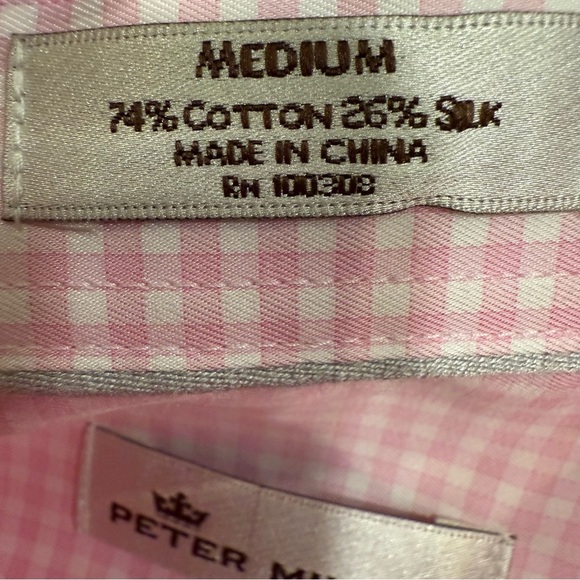 MEDIUM
74% COTTON 26% SILK
MADE IN CHINA
RN 100308
PETER